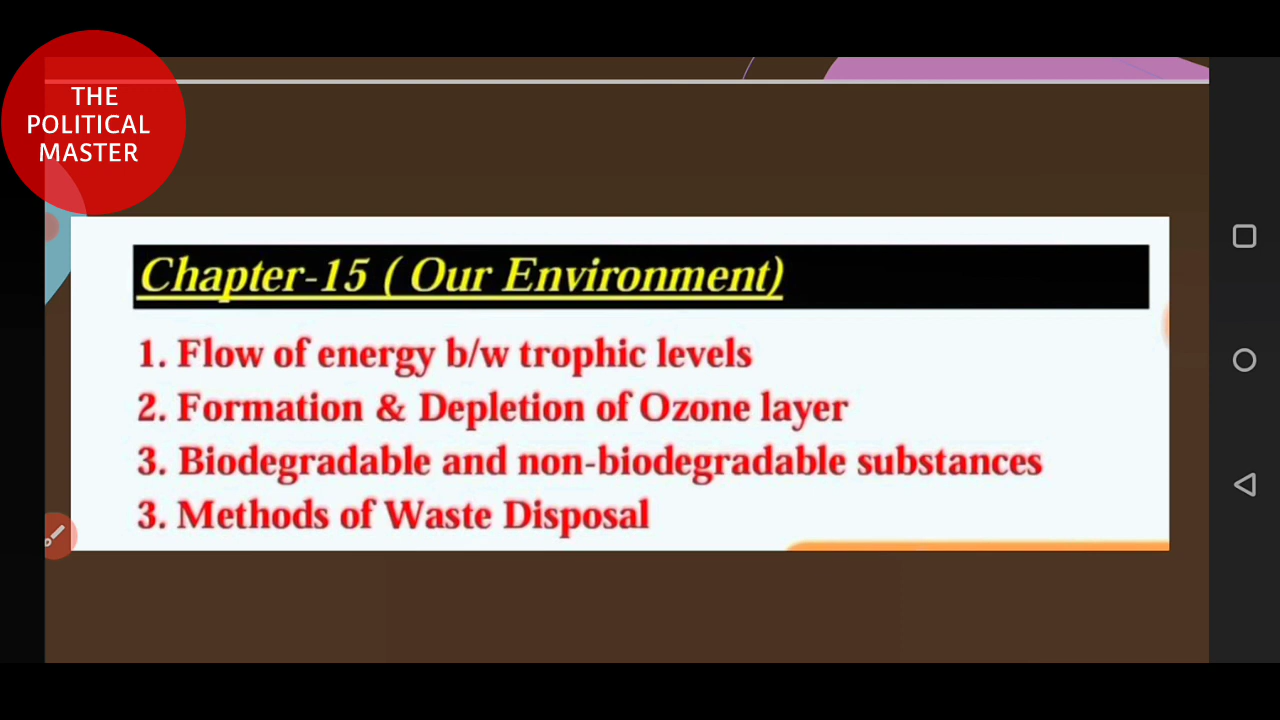 THE
POLITICAL
MASTER
Chapter-15 ( Our Environment)
1. Flow of energy b/w trophic levels
2. Formation & Depletion of Ozone layer
3. Biodegradable and non-biodegradable substances
3. Methods of Waste Disposal